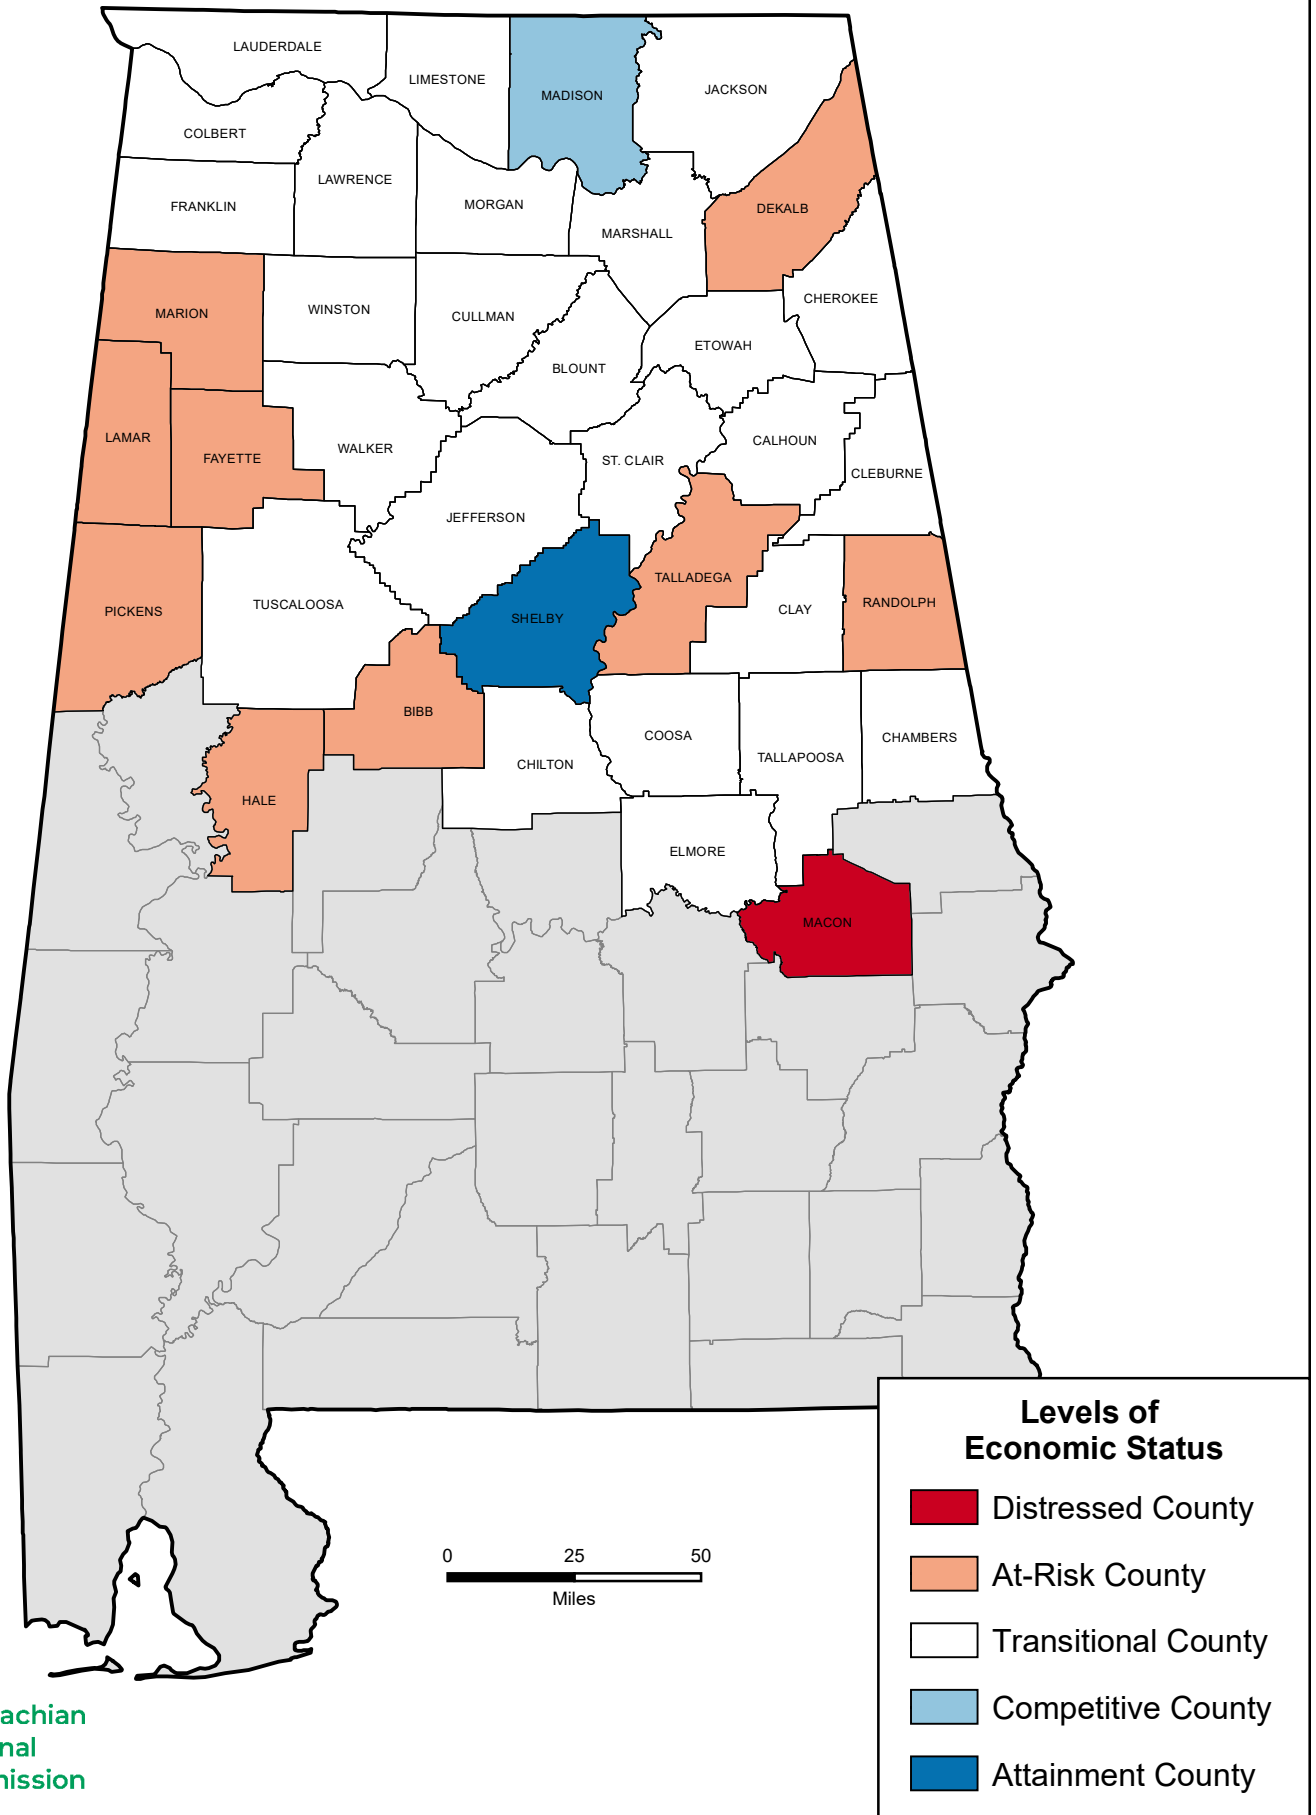 LAUDERDALE
LIMESTONE
MADISON
JACKSON
COLBERT
LAWRENCE
FRANKLIN
MORGAN
MARSHALL
DEKALB
CHEROKEE
MARION
WINSTON
CULLMAN
BLOUNT
ETOWAH
LAMAR
FAYETTE
WALKER
ST. CLAIR
CALHOUN
CLEBURNE
JEFFERSON
TALLADEGA
PICKENS
TUSCALOOSA
SHELBY
CLAY
RANDOLPH
BIBB
COOSA
CHAMBERS
HALE
CHILTON
TALLAPOOSA
ELMORE
MACON
0 25 50
Miles
Levels of
Economic Status
Distressed County
At-Risk County
Transitional County
Competitive County
Attainment County
achian
nal
nission